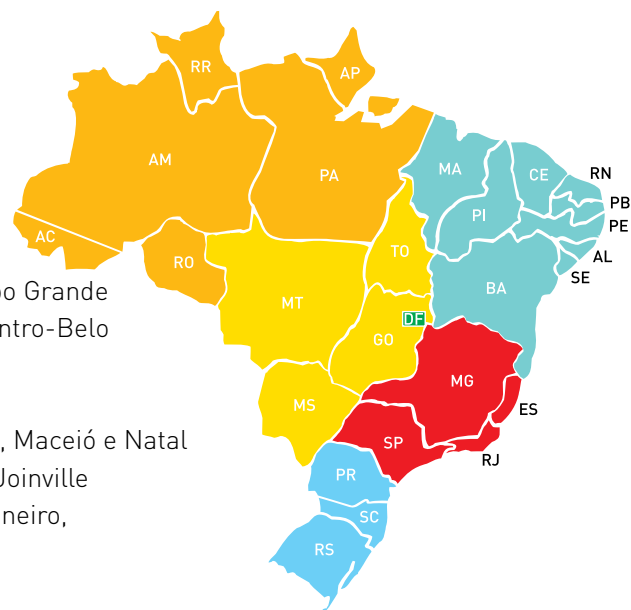 RR
AP
AM
PA
MA
CE
RN
PB
PI
PE
AC
TO
AL
RO
SE
BA
po Grande
MT
ntro-Belo
DF
GO
MG
MS
ES
, Maceió e Natal
SP
RJ
Joinville
PR
neiro,
SC
RS